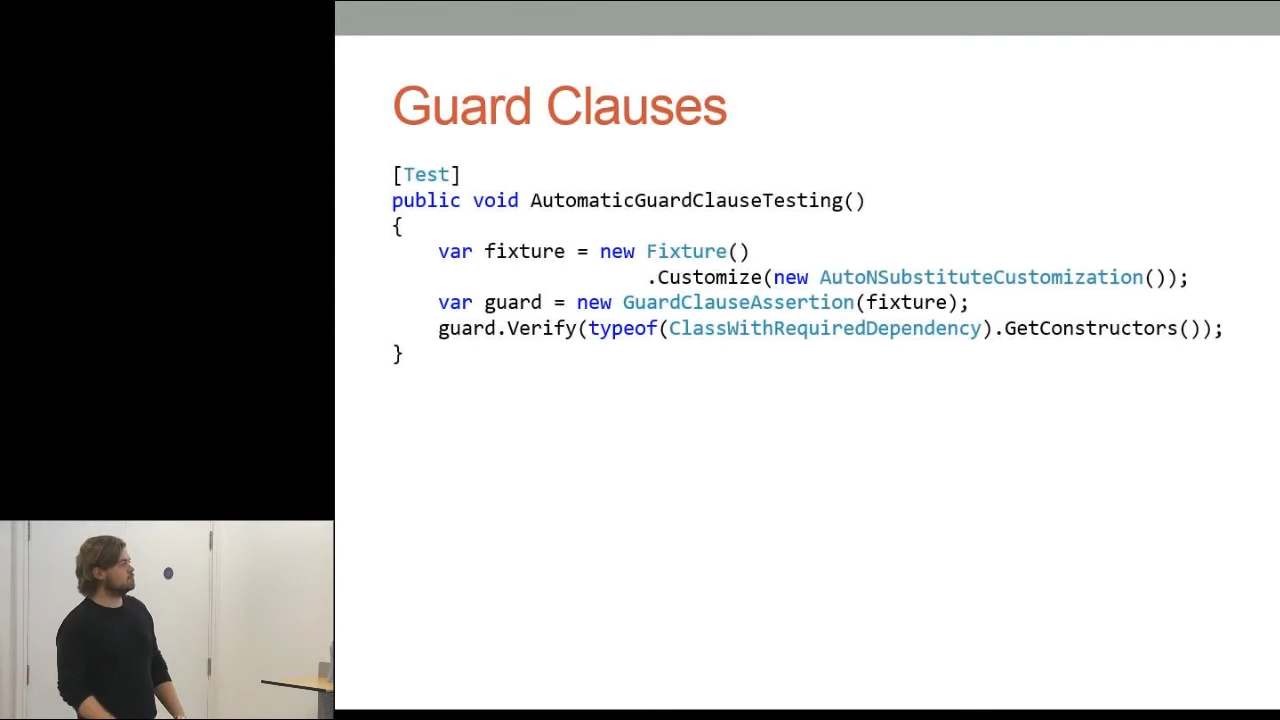 Guard Clauses
[Test]
public void AutomaticGuardClauseTesting()
{
    var fixture = new Fixture()
                      .Customize(new AutoNSubstituteCustomization());
    var guard = new GuardClauseAssertion(fixture);
    guard.Verify(typeof(ClassWithRequiredDependency).GetConstructors());
}